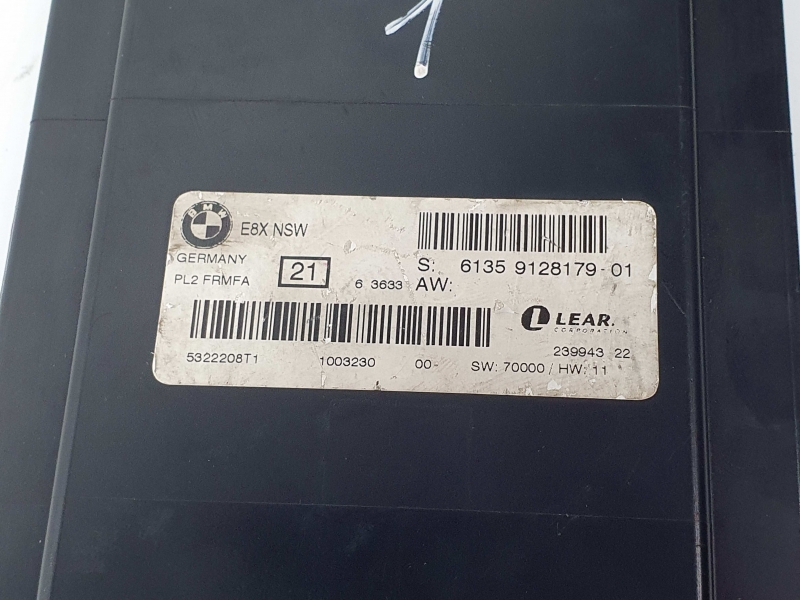 1
BMW
E8X NSW
GERMANY
PL2 FRMFA
21
6 3633
S: 6135 9128179-01
AW:
LEAR.
CORPORATION
5322208T1 1003230 00-
239943 22
SW: 70000 / HW: 11